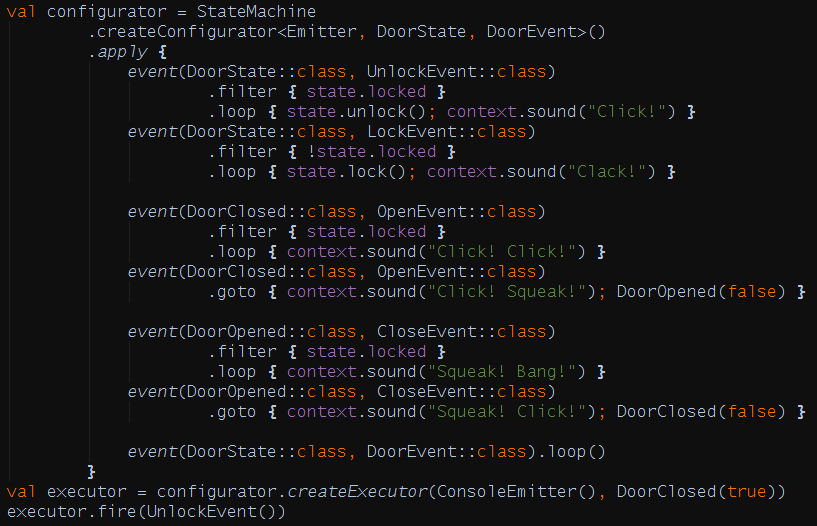 val configurator = StateMachine
        .createConfigurator<Emitter, DoorState, DoorEvent>()
        .apply {
            event(DoorState::class, UnlockEvent::class)
                    .filter { state.locked }
                    .loop { state.unlock(); context.sound("Click!") }
            event(DoorState::class, LockEvent::class)
                    .filter { !state.locked }
                    .loop { state.lock(); context.sound("Clack!") }

            event(DoorClosed::class, OpenEvent::class)
                    .filter { state.locked }
                    .loop { context.sound("Click! Click!") }
            event(DoorClosed::class, OpenEvent::class)
                    .goto { context.sound("Click! Squeak!"); DoorOpened(false) }

            event(DoorOpened::class, CloseEvent::class)
                    .filter { state.locked }
                    .loop { context.sound("Squeak! Bang!") }
            event(DoorOpened::class, CloseEvent::class)
                    .goto { context.sound("Squeak! Click!"); DoorClosed(false) }

            event(DoorState::class, DoorEvent::class).loop()
        }
val executor = configurator.createExecutor(ConsoleEmitter(), DoorClosed(true))
executor.fire(UnlockEvent())